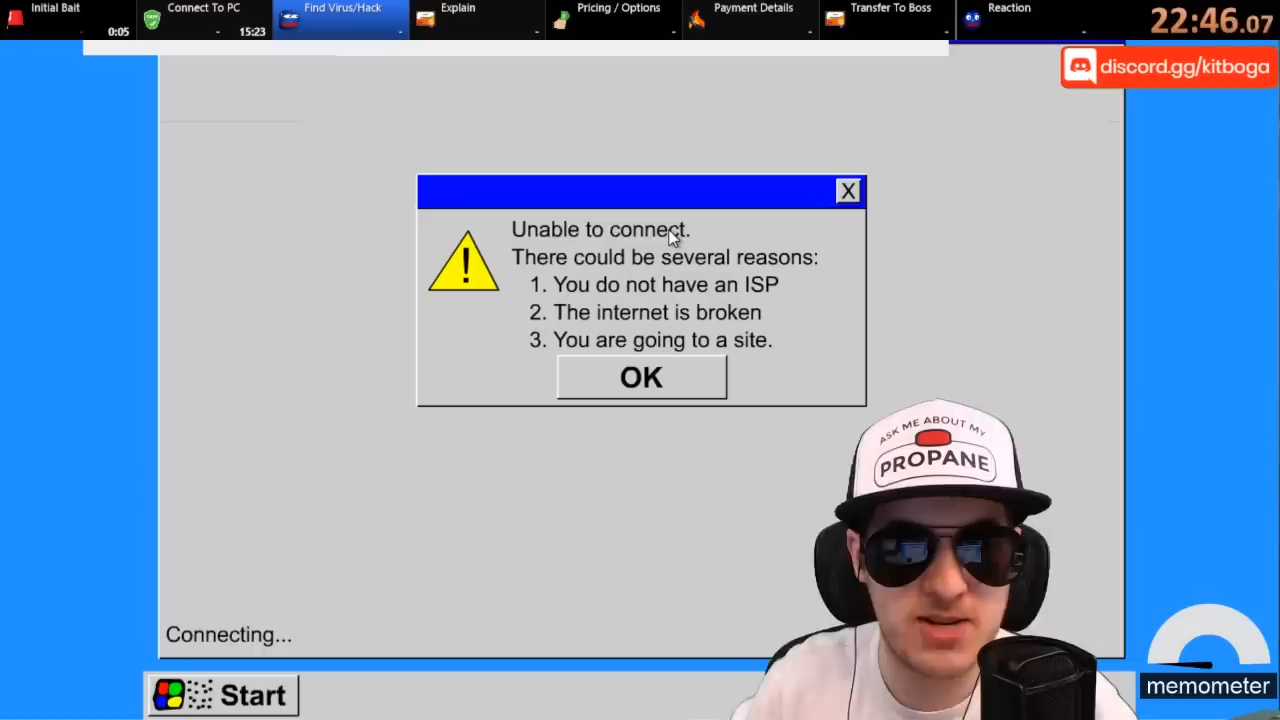 Initial Bait
0:05
Connect To PC
15:23
Find Virus/Hack
-
Explain
-
Pricing / Options
-
Payment Details
-
Transfer To Boss
-
Reaction
-
22:46.07
discord.gg/kitboga
X
Unable to connect.
There could be several reasons:
1. You do not have an ISP
2. The internet is broken
3. You are going to a site.
OK
ASK ME ABOUT MY
PROPANE
Connecting...
Start
memometer